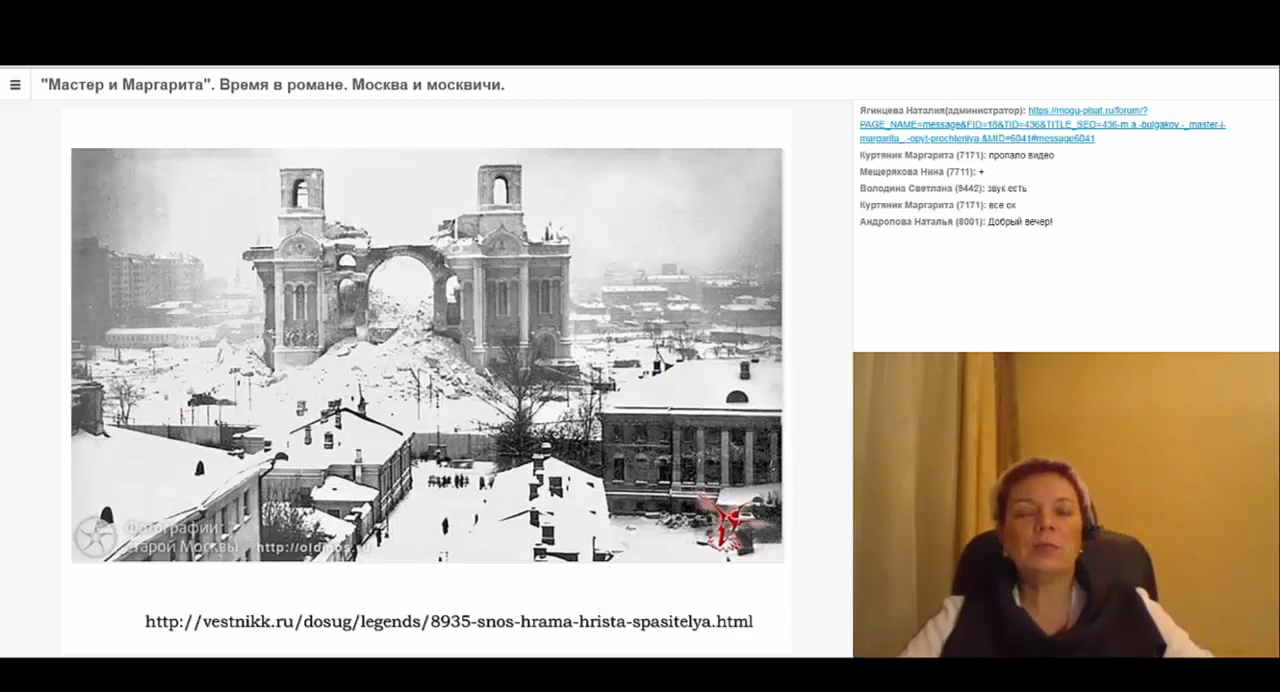 "Мастер и Маргарита". Время в романе. Москва и москвичи.
Ягинцева Наталия(администратор): https://mogu-pisat.ru/forum/?
PAGE_NAME=message&FID=18&TID=436&TITLE_SEO=436-m.a.-bulgakov.-_master-i-
margarita_.-opyt-prochteniya.&MID=6041#message6041
Куртяник Маргарита (7171): пропало видео
Мещерякова Нина (7711): +
Володина Светлана (9442): звук есть
Куртяник Маргарита (7171): все ок
Андропова Наталья (8001): Добрый вечер!
Фотографии
старой Москвы http://oldmos.ru
http://vestnikk.ru/dosug/legends/8935-snos-hrama-hrista-spasitelya.html